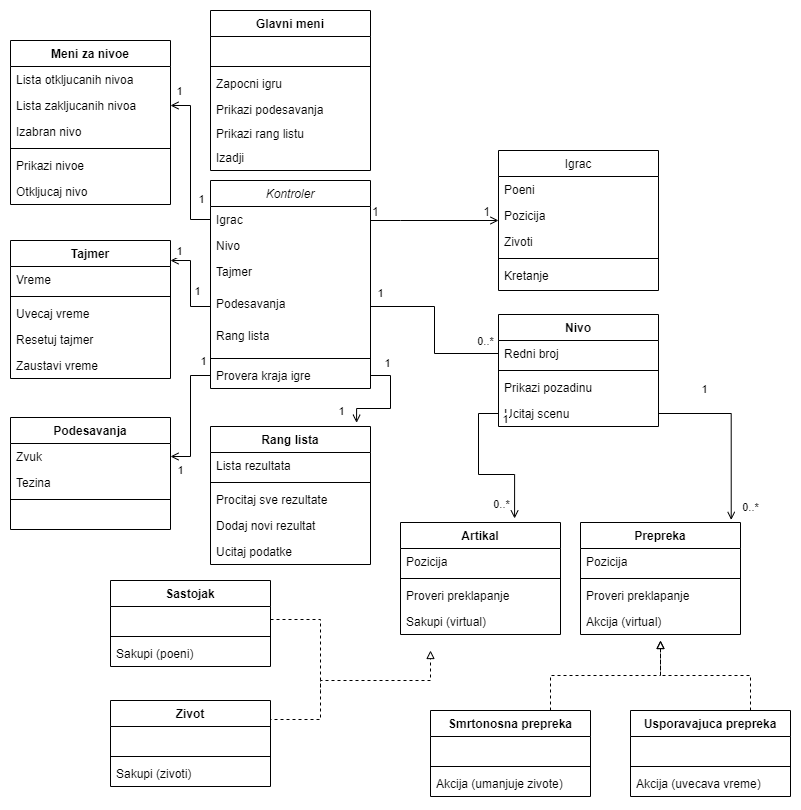 Glavni meni
Zapocni igru
Prikazi podesavanja
Prikazi rang listu
Izadji
Meni za nivoe
Lista otkljucanih nivoa
Lista zakljucanih nivoa
Izabran nivo
Prikazi nivoe
Otkljucaj nivo
1
1
Kontroler
Igrac
Nivo
Tajmer
Podesavanja
Rang lista
Provera kraja igre
1
1
Igrac
Poeni
Pozicija
Zivoti
Kretanje
Tajmer
Vreme
Uvecaj vreme
Resetuj tajmer
Zaustavi vreme
1
1
1
0..*
Nivo
Redni broj
Prikazi pozadinu
Ucitaj scenu
1
1
Podesavanja
Zvuk
Tezina
1
1
1
1
Rang lista
Lista rezultata
Procitaj sve rezultate
Dodaj novi rezultat
Ucitaj podatke
0..*
0..*
Artikal
Pozicija
Proveri preklapanje
Sakupi (virtual)
Prepreka
Pozicija
Proveri preklapanje
Akcija (virtual)
Sastojak
Sakupi (poeni)
Zivot
Sakupi (zivoti)
Smrtonosna prepreka
Akcija (umanjuje zivote)
Usporavajuca prepreka
Akcija (uvecava vreme)